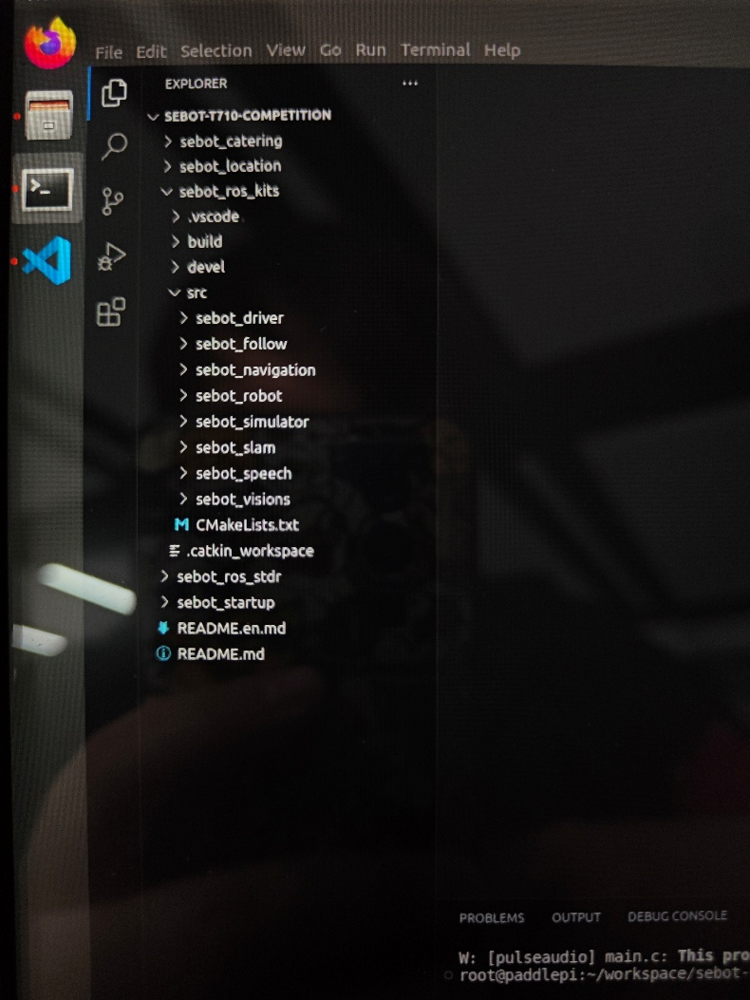 File Edit Selection View Go Run Terminal Help
EXPLORER
SEBOT-T710-COMPETITION
sebot_catering
sebot_location
sebot_ros_kits
.vscode
build
devel
src
sebot_driver
sebot_follow
sebot_navigation
sebot_robot
sebot_simulator
sebot_slam
sebot_speech
sebot_visions
CMakeLists.txt
.catkin_workspace
sebot_ros_stdr
sebot_startup
README.en.md
README.md
PROBLEMS OUTPUT DEBUG CONSOLE
W: [pulseaudio] main.c: This pro
root@paddlepi:~/workspace/sebot-